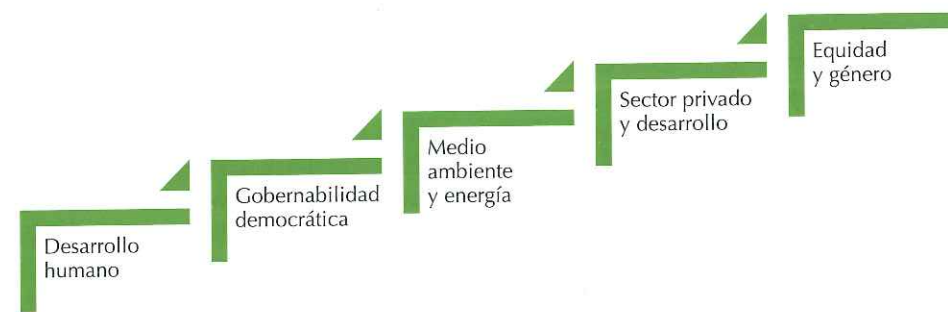 Desarrollo
humano
Gobernabilidad
democrática
Medio
ambiente
y energía
Sector privado
y desarrollo
Equidad
y género